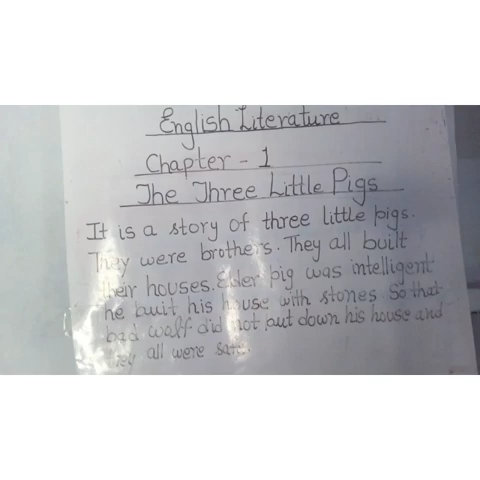 English Literature
Chapter - 1
The Three Little Pigs
It is a story of three little pigs.
They were brothers. They all built
their houses. Elder pig was intelligent
he buit his house with stones. So that
bad walf did not put down his house and
they all were safe.